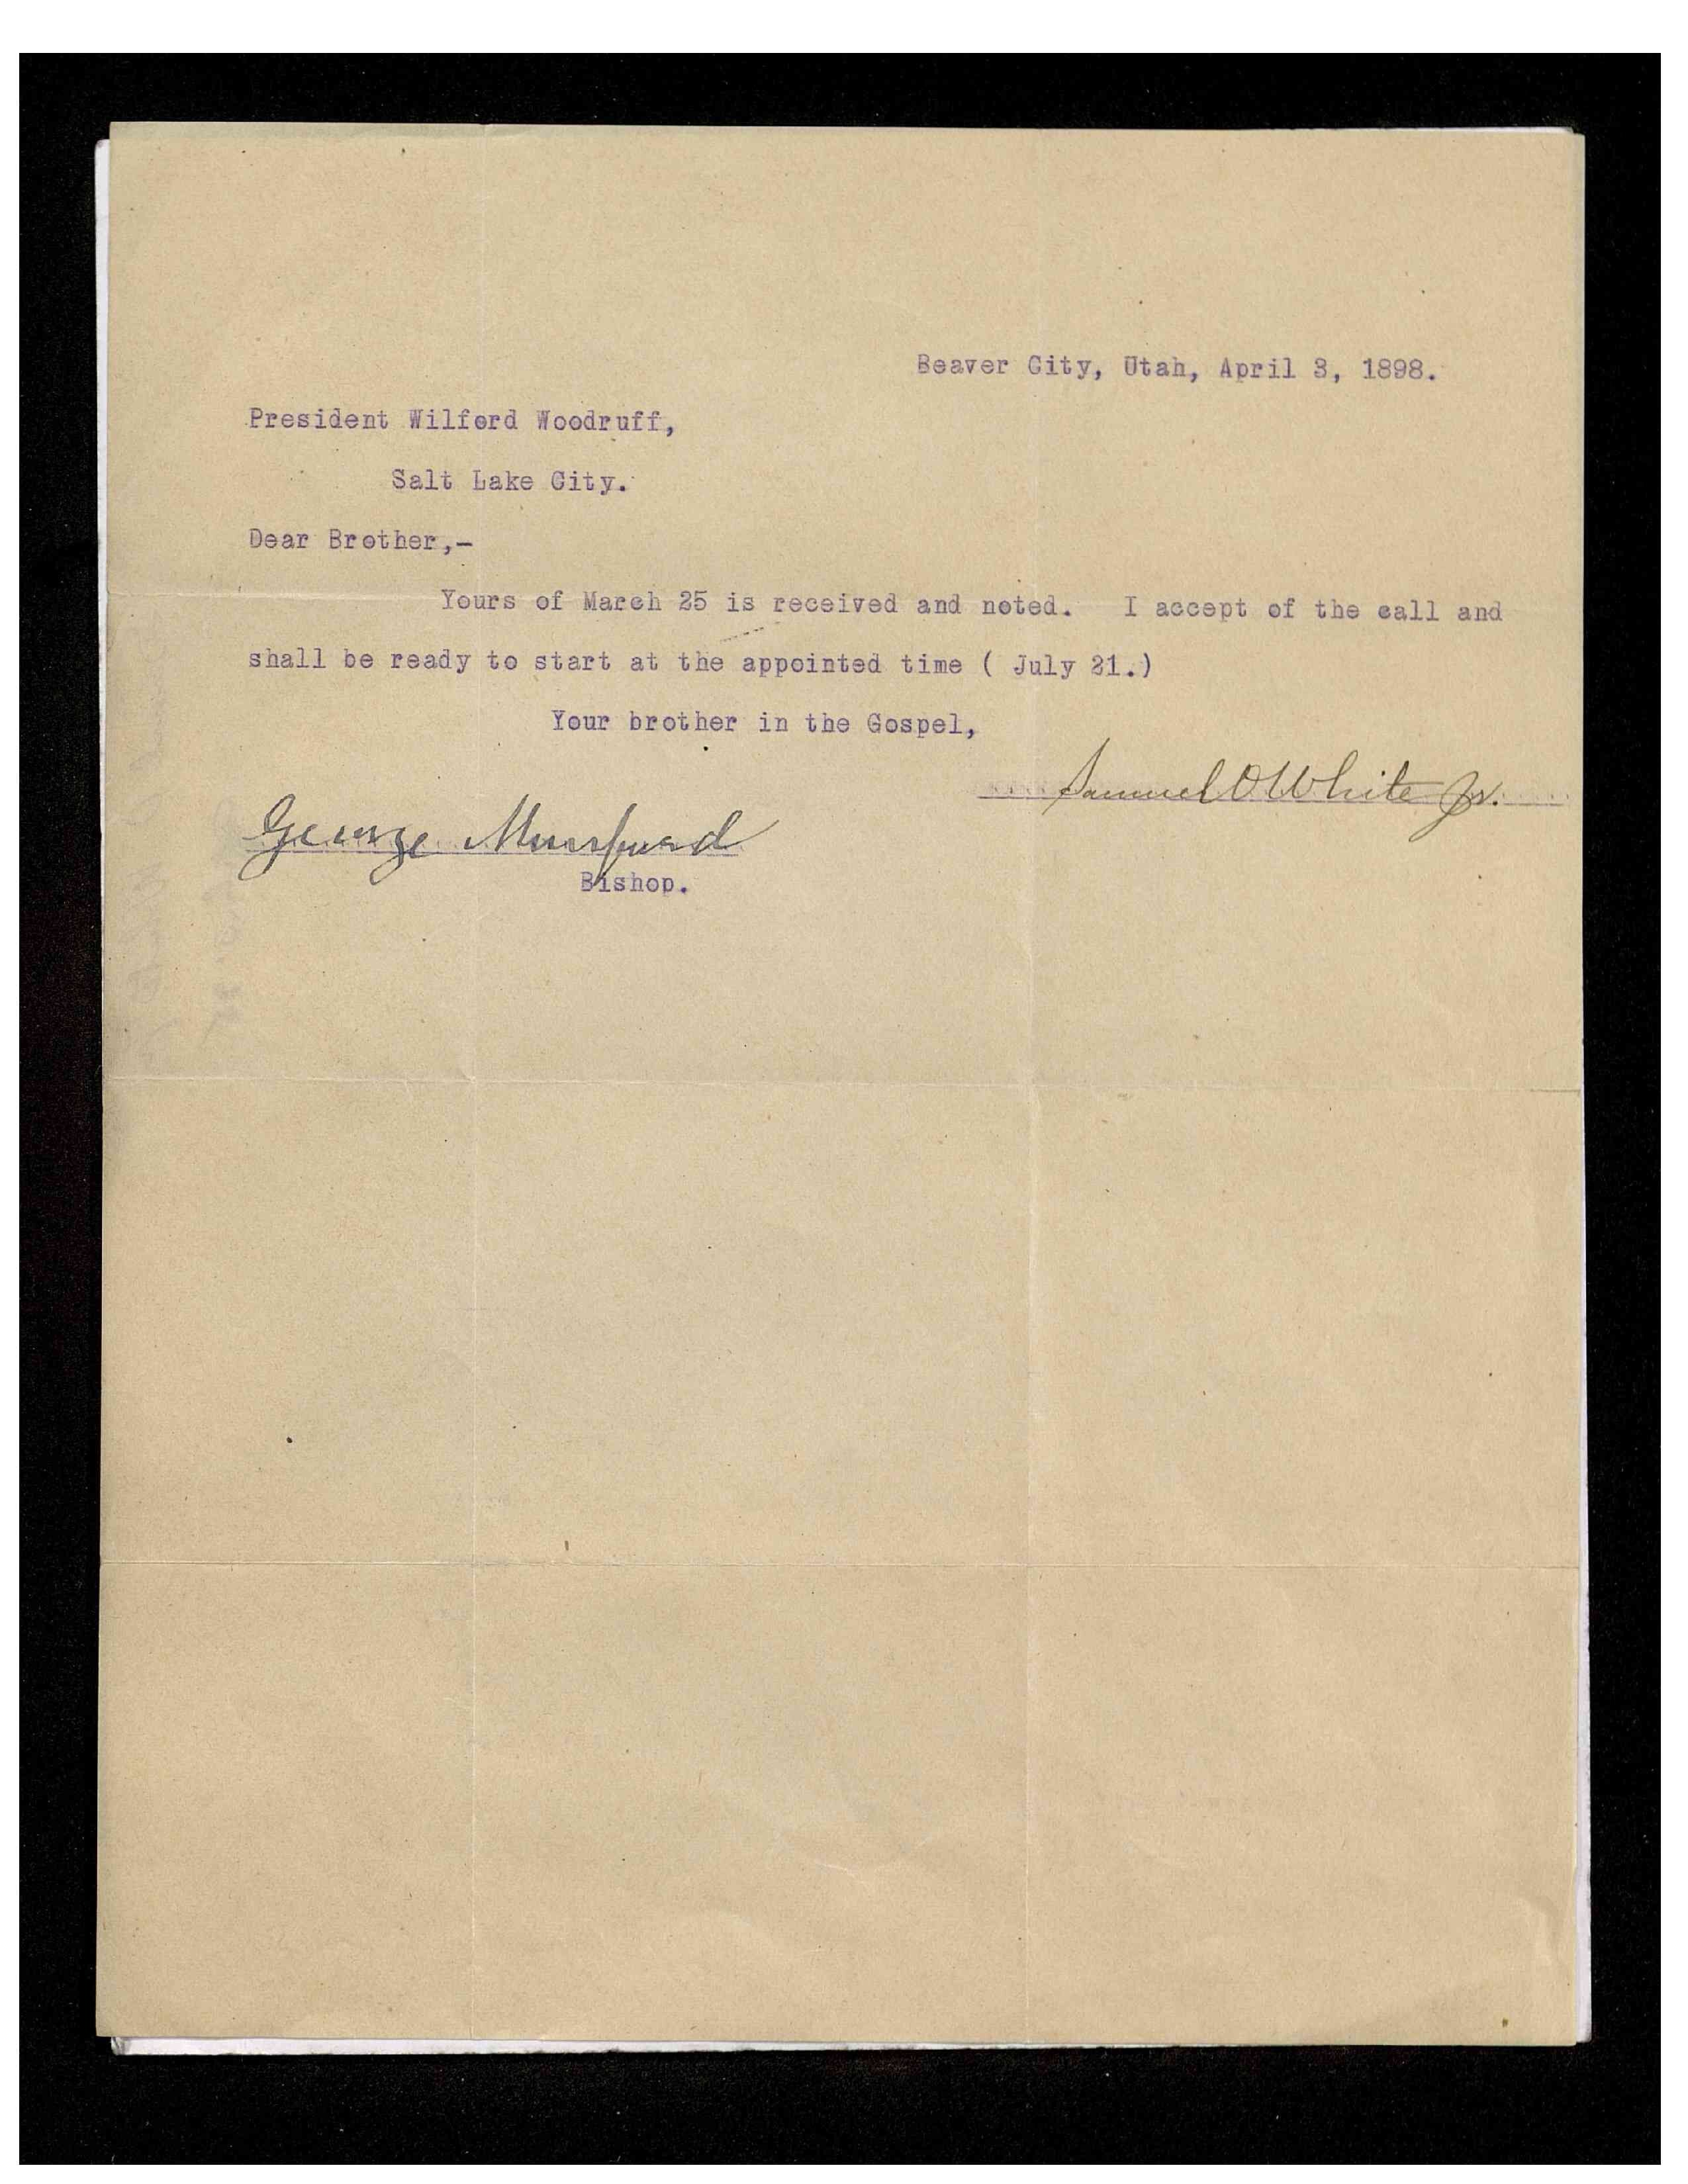 Beaver City, Utah, April 3, 1898.
President Wilford Woodruff,
Salt Lake City.
Dear Brother,-
Yours of March 25 is received and noted. I accept of the call and
shall be ready to start at the appointed time ( July 21.)
Your brother in the Gospel,
Samuel O White Jr.
George Mumford
Bishop.